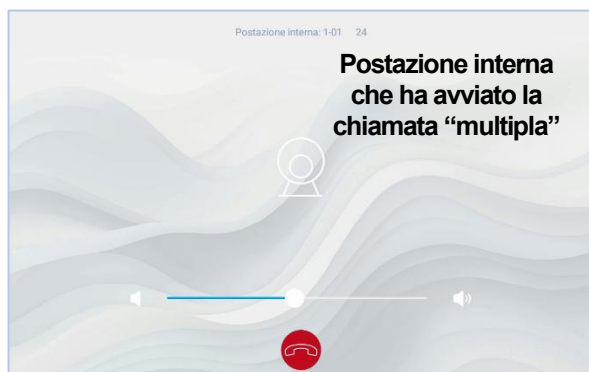 Postazione interna: 1-01 24
Postazione interna
che ha avviato la
chiamata “multipla”